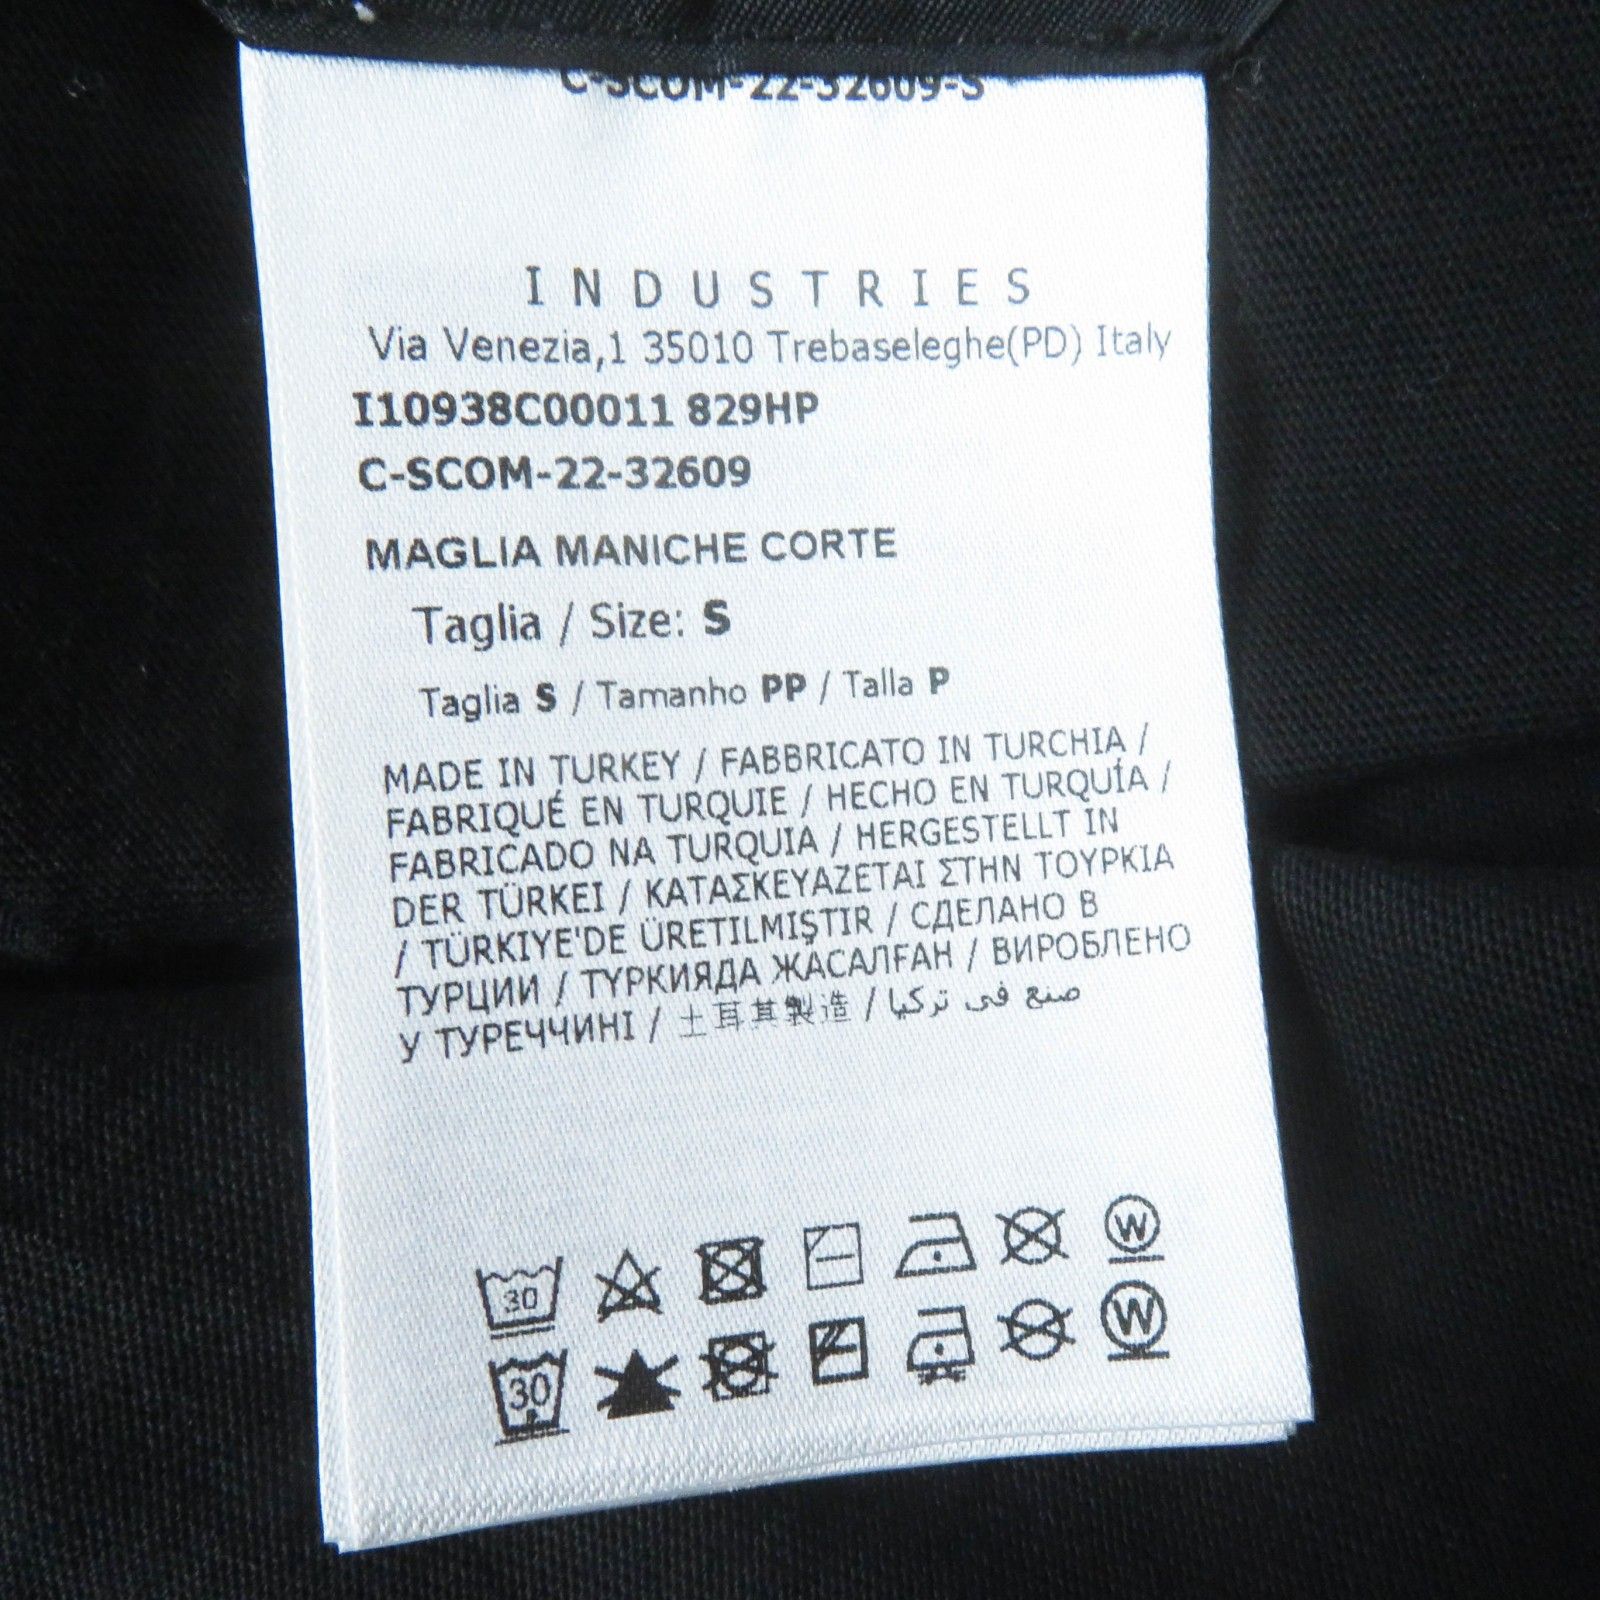 C-SCOM-22-32609-S
INDUSTRIES
Via Venezia,1 35010 Trebaseleghe(PD) Italy
I10938C00011 829HP
C-SCOM-22-32609
MAGLIA MANICHE CORTE
Taglia / Size: S
Taglia S / Tamanho PP / Talla P
MADE IN TURKEY / FABBRICATO IN TURCHIA /
FABRIQUÉ EN TURQUIE / HECHO EN TURQUÍA /
FABRICADO NA TURQUIA / HERGESTELLT IN
DER TÜRKEI / ΚΑΤΑΣΚΕΥΑΖΕΤΑΙ ΣΤΗΝ ΤΟΥΡΚΙΑ
/ TÜRKIYE'DE ÜRETILMIŞTIR / СДЕЛАНО В
ТУРЦИИ / ТҮРКИЯДА ЖАСАЛҒАН / ВИРОБЛЕНО
У ТУРЕЧЧИНІ / 土耳其製造 / صنع في تركيا
30 W
30 W